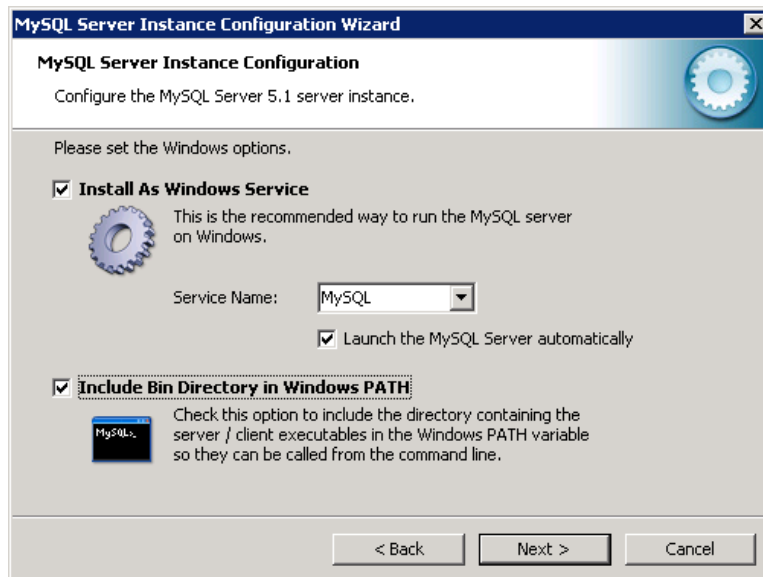 MySQL Server Instance Configuration Wizard
MySQL Server Instance Configuration
Configure the MySQL Server 5.1 server instance.
Please set the Windows options.
Install As Windows Service
This is the recommended way to run the MySQL server
on Windows.
Service Name:
MySQL
Launch the MySQL Server automatically
Include Bin Directory in Windows PATH
MySQL>_
Check this option to include the directory containing the
server / client executables in the Windows PATH variable
so they can be called from the command line.
< Back
Next >
Cancel